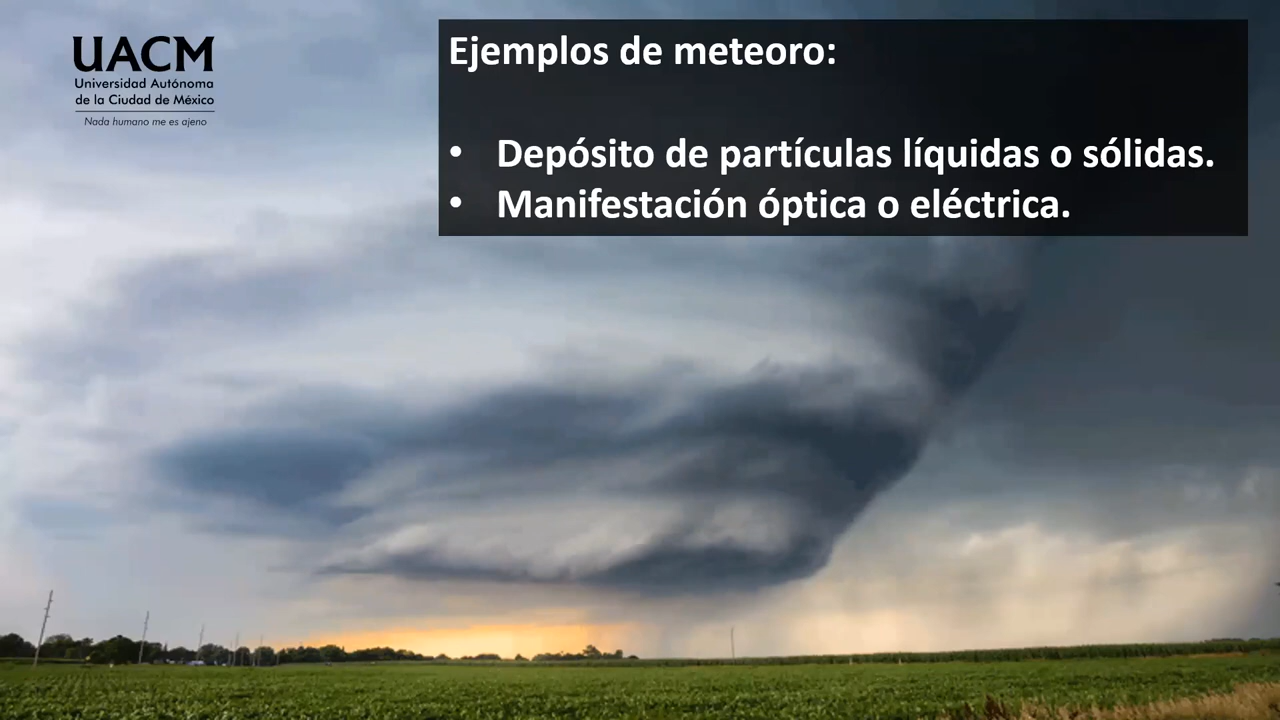 UACM
Universidad Autónoma
de la Ciudad de México
Nada humano me es ajeno
Ejemplos de meteoro:
• Depósito de partículas líquidas o sólidas.
• Manifestación óptica o eléctrica.